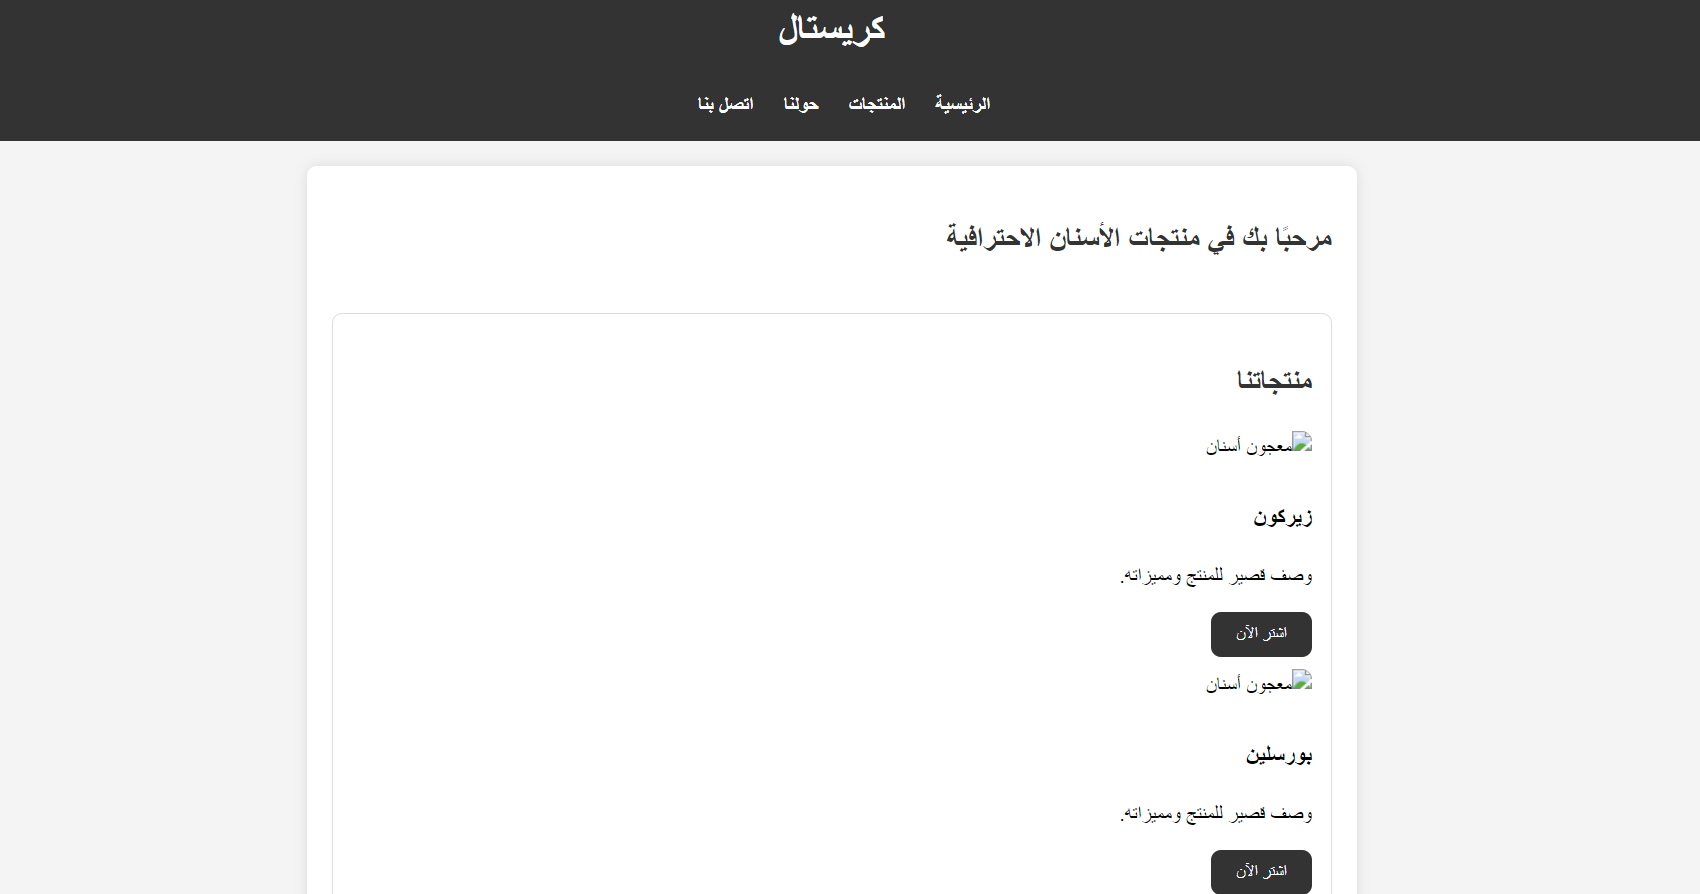 كريستال
الرئيسية المنتجات حولنا اتصل بنا
مرحبًا بك في منتجات الأسنان الاحترافية
منتجاتنا
معجون أسنان
زيركون
وصف قصير للمنتج ومميزاته.
اشتر الآن
معجون أسنان
بورسلين
وصف قصير للمنتج ومميزاته.
اشتر الآن